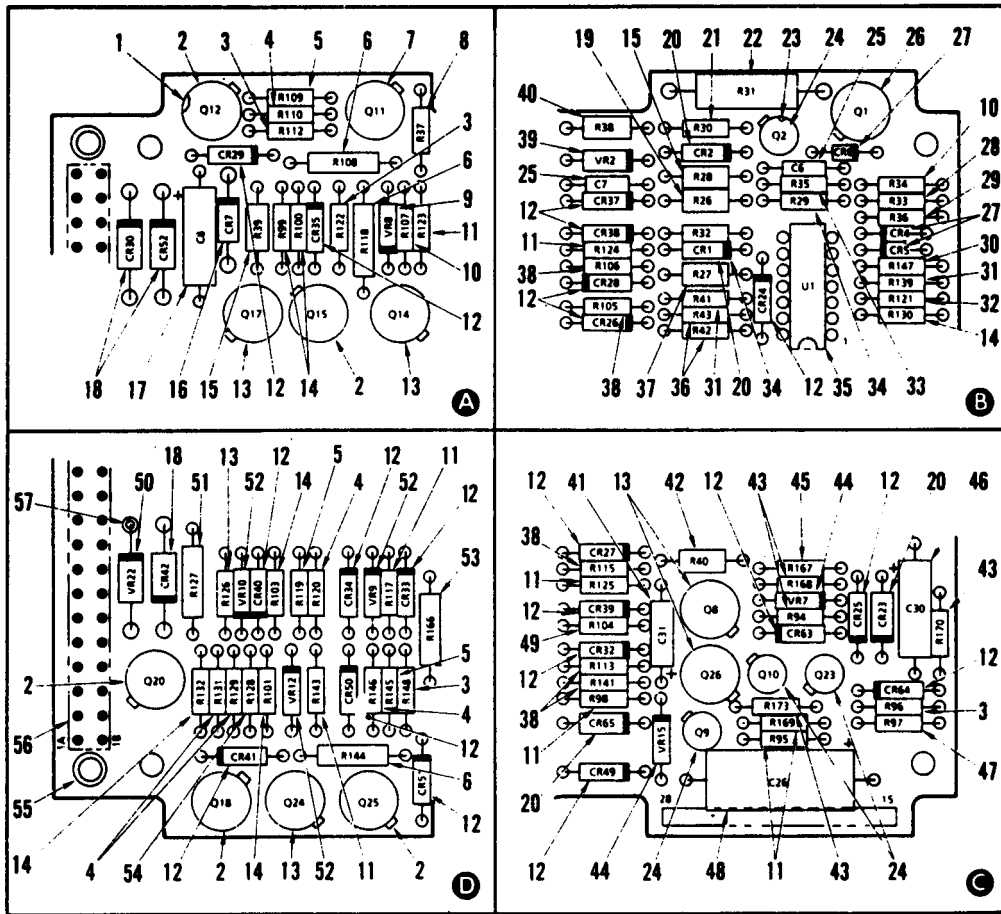 1 2 3 4 5 6 7 8
Q12 R109 R110 R112 Q11 R37
3
CR29 R108
6
9
CR30 CR52 C8 CR7 R39 R99 R100 CR35 R122 R118 VR8 R107 R123
11
10
Q17 Q15 Q14
12
18 17 16 15 13 12 14 2 13
A
19 15 20 21 22 23 24 25 26 27
40 R38 R30 R31 Q2 Q1
10
39 VR2 CR2 CR6
28
25 C7 R28 C6 R34
CR37 R26 R35 R33
29
12 R29 R36
CR38 R32 CR4
27
11 R124 CR1 CR5
30
38 R106 R27 U1 R147
31
12 CR28 CR24 R139
R105 R41 R121
32
CR26 R43 R130
14
R42
38 37 36 31 20 34 12 35 34 33
B
57 50 18 51 13 52 12 14 5 4 12 52 11 12
53
VR22 CR42 R127 R126 VR10 CR40 R103 R119 R120 CR34 VR9 R117 CR33 R166
5
2 Q20 R132 R131 R129 R128 R101 VR12 R143 CR50 R146 R145 R148
3
4
56 1A 1B
12
CR41 R144
6
55 Q18 Q24 Q25
12
14 4 54 12 2 14 13 52 11 2
D
12 41 13 42 12 43 45 44 12 20 46
38 CR27 R40 R167
43
11 R115 R168
R125 VR7 CR25 CR23 C30 R170
12 CR39 C31 Q8 R94
49 R104 CR63
12 CR32 Q26 Q10 Q23
12
R113 CR64
38 R141 R173 R96
3
11 R98 R169 R97
CR65 VR15 Q9 R95
47
20 CR49 C26
28 15
12 44 24 48 11 43 24
C